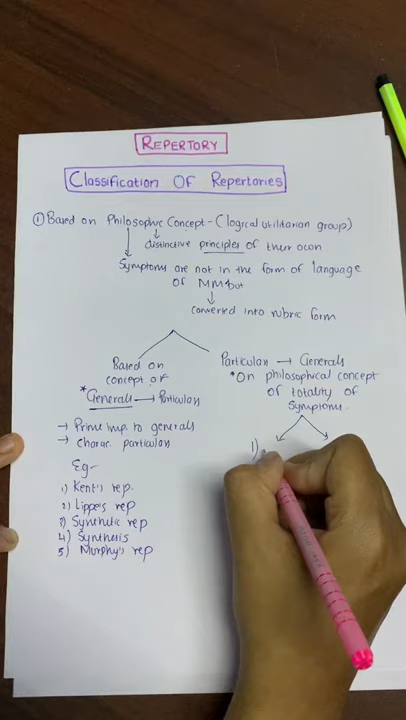 REPERTORY
Classification OF Repertories
① Based on Philosophic Concept - (logical utilitarian group)
distinctive principles of their own
Symptoms are not in the form of language
of MM but
converted into rubric form
Based on
concept of
*Generals → Particulars
→ Prime imp. to generals
→ Charac. particulars
Eg-
1) Kent's rep.
2) Lippe's rep
3) Synthetic rep
4) Synthesis
5) Murphy's rep
Particulars → Generals
*On philosophical concept
of totality of
Symptoms.
1)